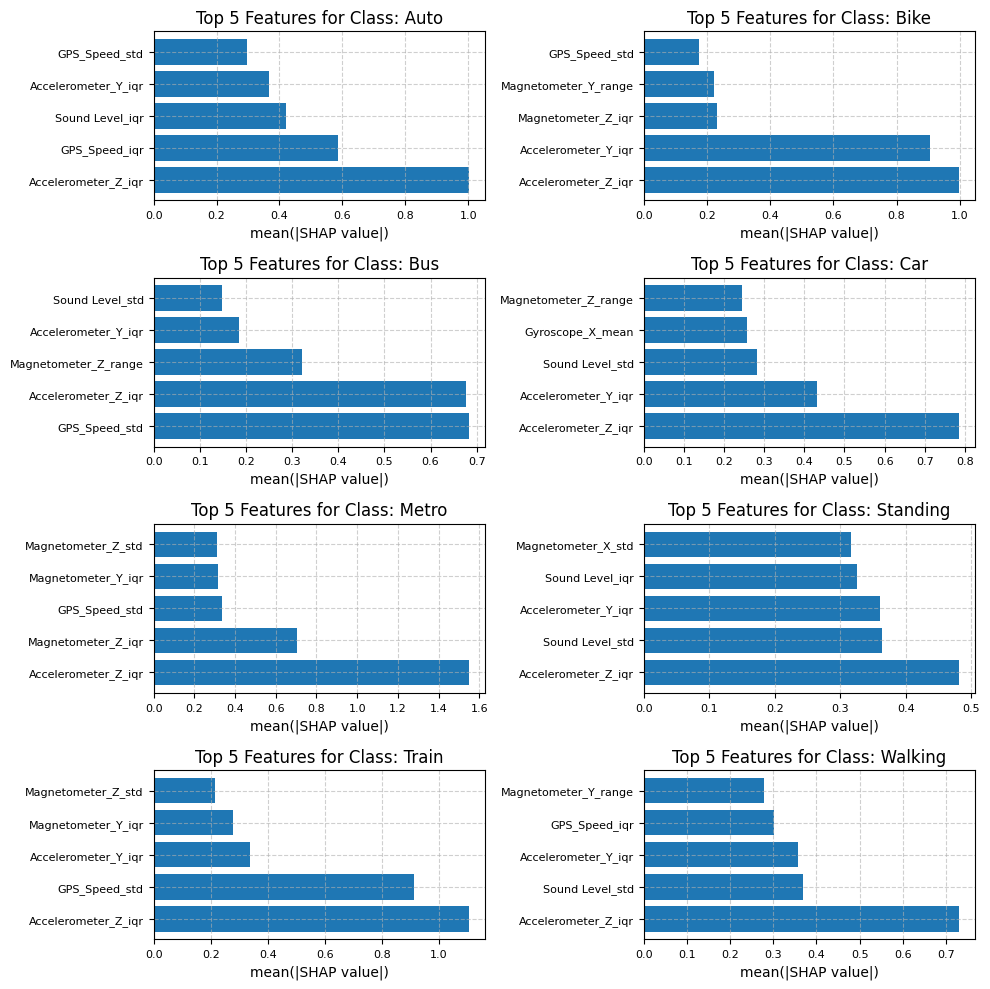 Top 5 Features for Class: Auto
GPS_Speed_std
Accelerometer_Y_iqr
Sound Level_iqr
GPS_Speed_iqr
Accelerometer_Z_iqr
0.0 0.2 0.4 0.6 0.8 1.0
mean(|SHAP value|)
Top 5 Features for Class: Bike
GPS_Speed_std
Magnetometer_Y_range
Magnetometer_Z_iqr
Accelerometer_Y_iqr
Accelerometer_Z_iqr
0.0 0.2 0.4 0.6 0.8 1.0
mean(|SHAP value|)
Top 5 Features for Class: Bus
Sound Level_std
Accelerometer_Y_iqr
Magnetometer_Z_range
Accelerometer_Z_iqr
GPS_Speed_std
0.0 0.1 0.2 0.3 0.4 0.5 0.6 0.7
mean(|SHAP value|)
Top 5 Features for Class: Car
Magnetometer_Z_range
Gyroscope_X_mean
Sound Level_std
Accelerometer_Y_iqr
Accelerometer_Z_iqr
0.0 0.1 0.2 0.3 0.4 0.5 0.6 0.7 0.8
mean(|SHAP value|)
Top 5 Features for Class: Metro
Magnetometer_Z_std
Magnetometer_Y_iqr
GPS_Speed_std
Magnetometer_Z_iqr
Accelerometer_Z_iqr
0.0 0.2 0.4 0.6 0.8 1.0 1.2 1.4 1.6
mean(|SHAP value|)
Top 5 Features for Class: Standing
Magnetometer_X_std
Sound Level_iqr
Accelerometer_Y_iqr
Sound Level_std
Accelerometer_Z_iqr
0.0 0.1 0.2 0.3 0.4 0.5
mean(|SHAP value|)
Top 5 Features for Class: Train
Magnetometer_Z_std
Magnetometer_Y_iqr
Accelerometer_Y_iqr
GPS_Speed_std
Accelerometer_Z_iqr
0.0 0.2 0.4 0.6 0.8 1.0
mean(|SHAP value|)
Top 5 Features for Class: Walking
Magnetometer_Y_range
GPS_Speed_iqr
Accelerometer_Y_iqr
Sound Level_std
Accelerometer_Z_iqr
0.0 0.1 0.2 0.3 0.4 0.5 0.6 0.7
mean(|SHAP value|)